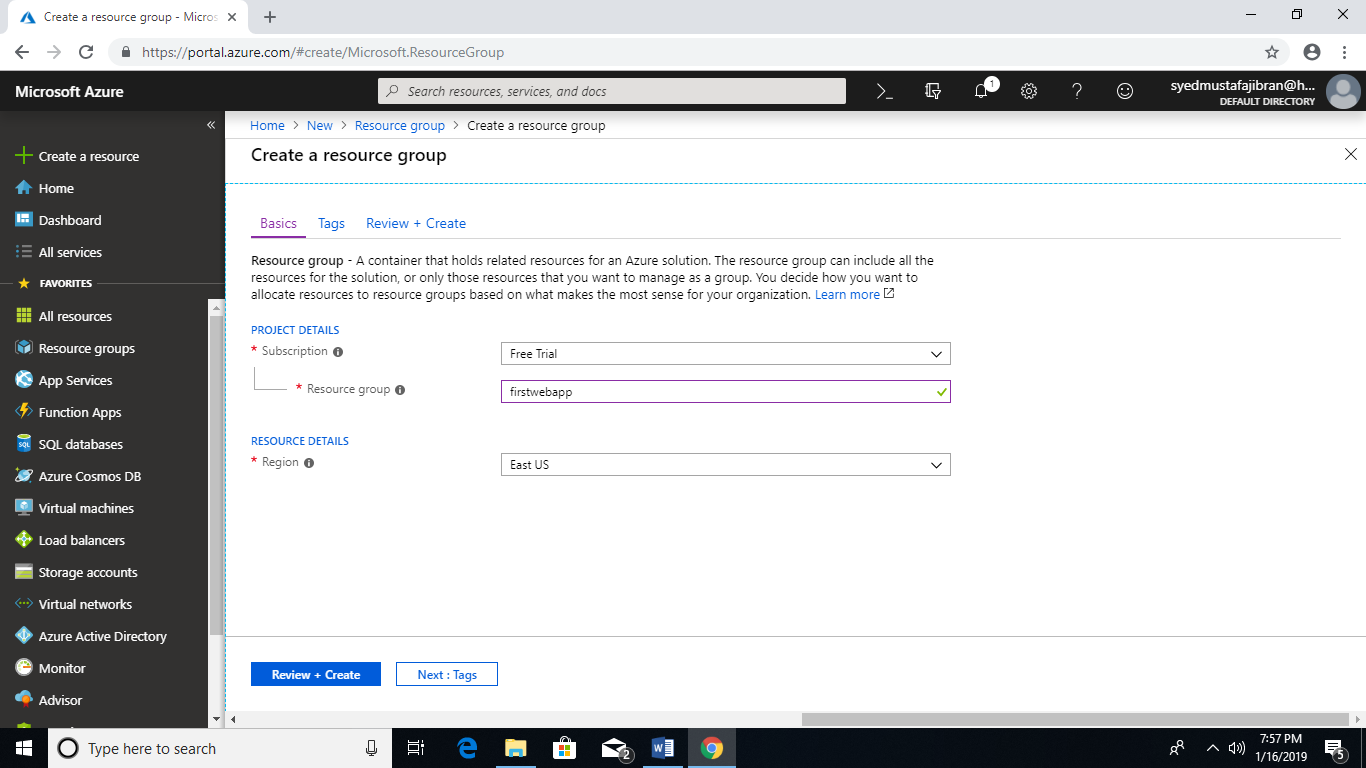 Create a resource group - Micros
https://portal.azure.com/#create/Microsoft.ResourceGroup
Microsoft Azure
Search resources, services, and docs
1
syedmustafajibran@h...
DEFAULT DIRECTORY
Create a resource
Home
Dashboard
All services
FAVORITES
All resources
Resource groups
App Services
Function Apps
SQL databases
Azure Cosmos DB
Virtual machines
Load balancers
Storage accounts
Virtual networks
Azure Active Directory
Monitor
Advisor
Home > New > Resource group > Create a resource group
Create a resource group
Basics Tags Review + Create
Resource group - A container that holds related resources for an Azure solution. The resource group can include all the
resources for the solution, or only those resources that you want to manage as a group. You decide how you want to
allocate resources to resource groups based on what makes the most sense for your organization. Learn more
PROJECT DETAILS
* Subscription Free Trial
* Resource group firstwebapp
RESOURCE DETAILS
* Region East US
Review + Create Next : Tags
Type here to search
2
7:57 PM
1/16/2019
5